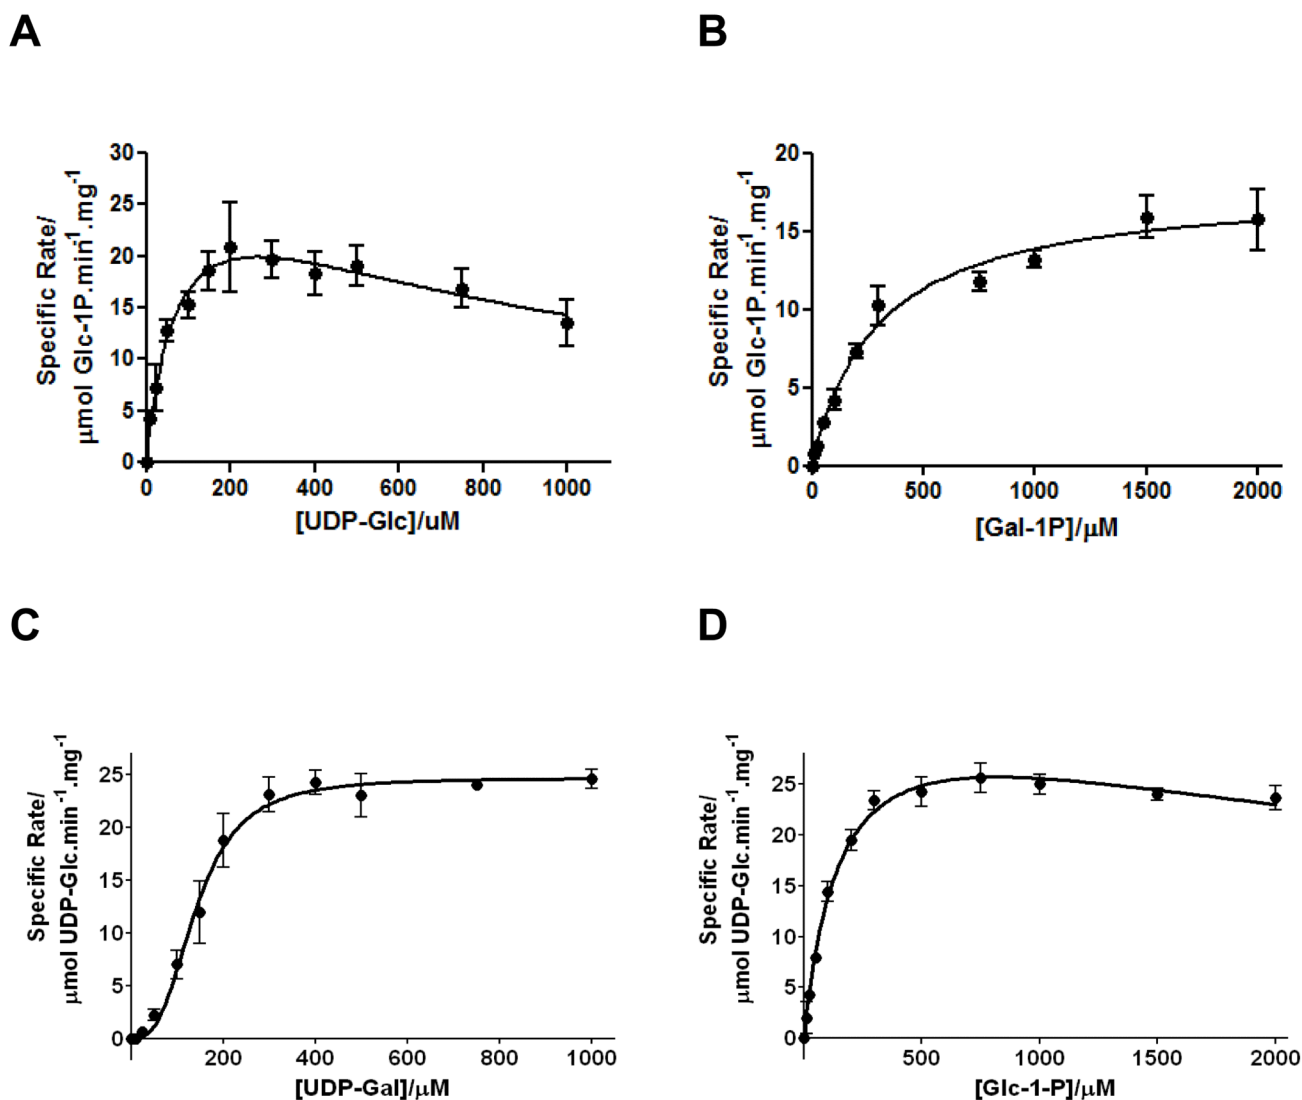 A
B
Specific Rate/
μmol Glc-1P.min⁻¹.mg⁻¹
30
25
20
15
10
5
0
0 200 400 600 800 1000
[UDP-Glc]/uM
Specific Rate/
μmol Glc-1P.min⁻¹.mg⁻¹
20
15
10
5
0
0 500 1000 1500 2000
[Gal-1P]/μM
C
D
Specific Rate/
μmol UDP-Glc.min⁻¹.mg⁻¹
25
20
15
10
5
0
200 400 600 800 1000
[UDP-Gal]/μM
Specific Rate/
μmol UDP-Glc.min⁻¹.mg⁻¹
25
20
15
10
5
0
500 1000 1500 2000
[Glc-1-P]/μM